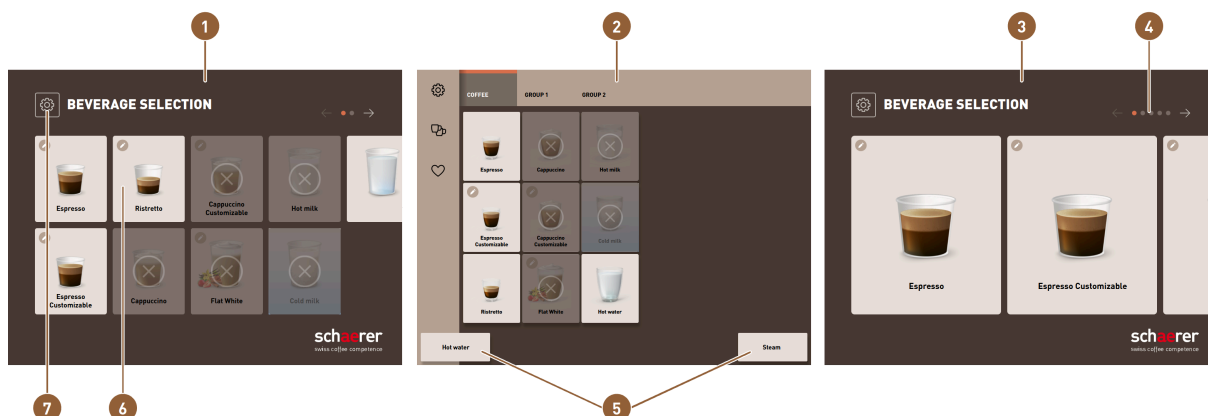 1
2
3
4
BEVERAGE SELECTION
Espresso
Ristretto
Cappuccino
Customizable
Hot milk
Espresso
Customizable
Cappuccino
Flat White
Cold milk
schaerer
swiss coffee competence
COFFEE
GROUP 1
GROUP 2
Espresso
Cappuccino
Hot milk
Espresso
Customizable
Cappuccino
Customizable
Cold milk
Ristretto
Flat White
Hot water
Hot water
Steam
BEVERAGE SELECTION
Espresso
Espresso Customizable
schaerer
swiss coffee competence
7
6
5